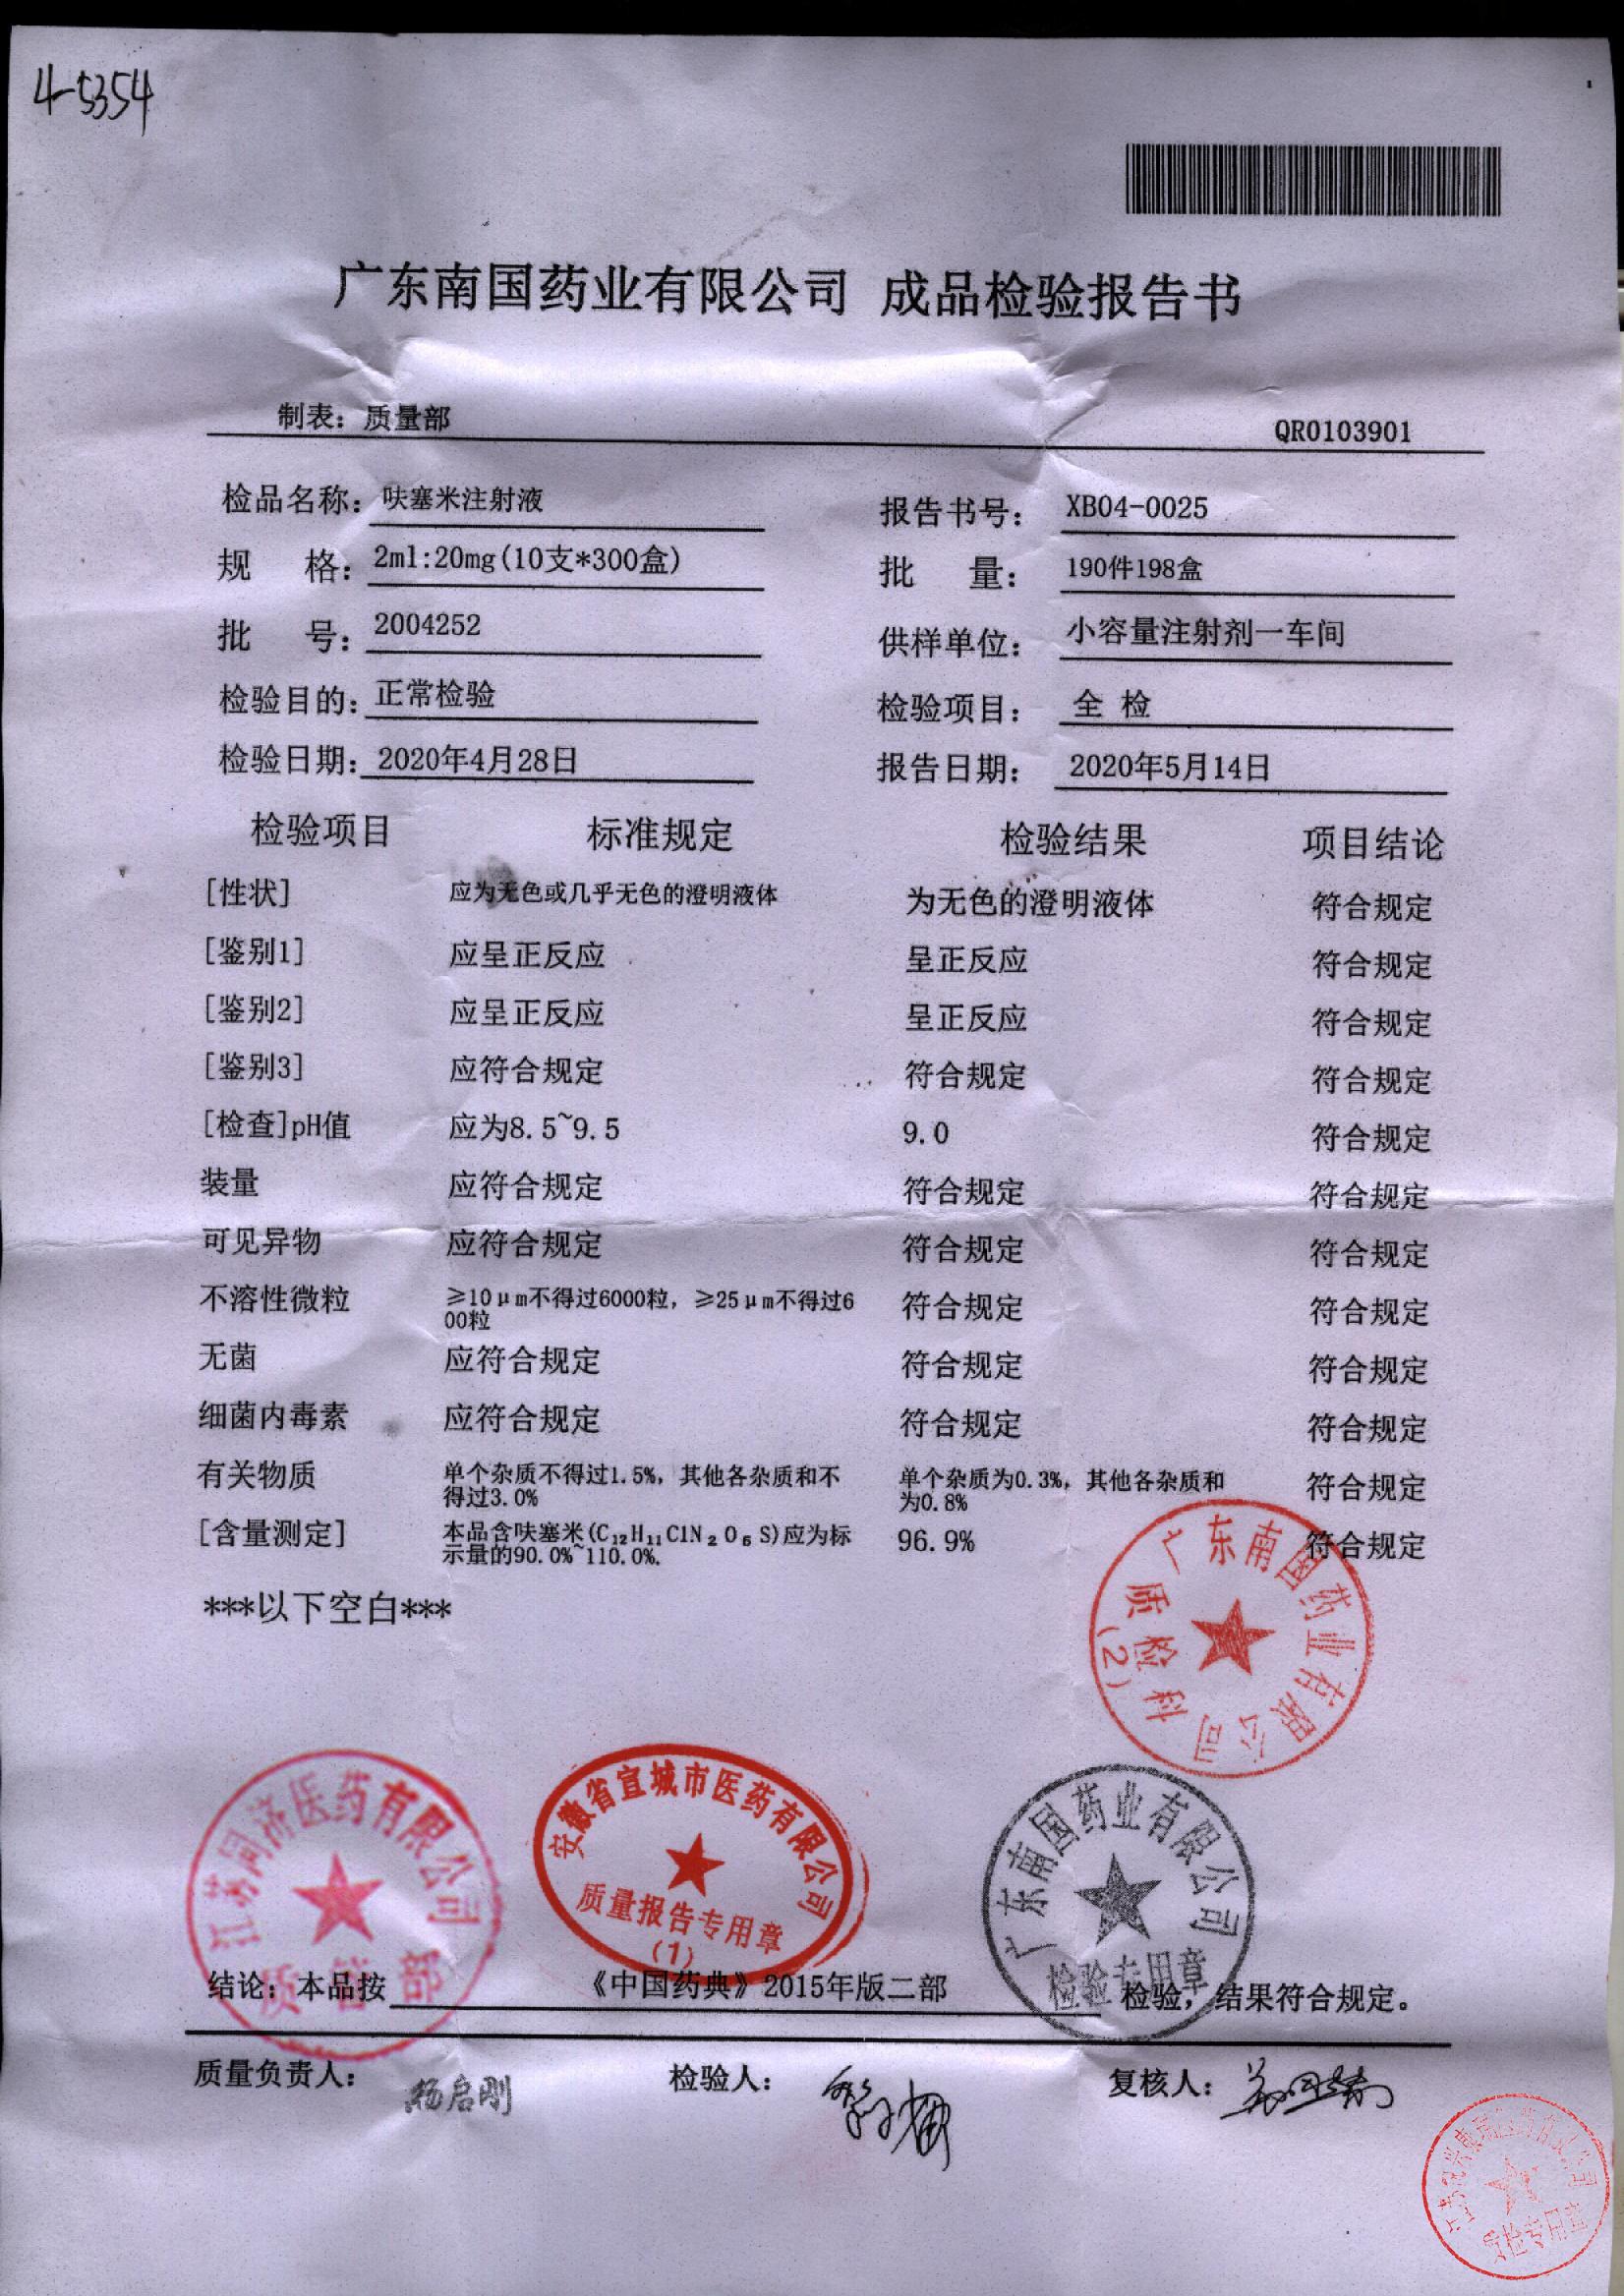 4-5354
广东南国药业有限公司 成品检验报告书
制表：质量部 QR0103901
检品名称：呋塞米注射液 报告书号：XB04-0025
规 格：2ml:20mg(10支*300盒) 批 量：190件198盒
批 号：2004252 供样单位：小容量注射剂一车间
检验目的：正常检验 检验项目：全 检
检验日期：2020年4月28日 报告日期：2020年5月14日
检验项目 标准规定 检验结果 项目结论
[性状] 应为无色或几乎无色的澄明液体 为无色的澄明液体 符合规定
[鉴别1] 应呈正反应 呈正反应 符合规定
[鉴别2] 应呈正反应 呈正反应 符合规定
[鉴别3] 应符合规定 符合规定 符合规定
[检查]pH值 应为8.5~9.5 9.0 符合规定
装量 应符合规定 符合规定 符合规定
可见异物 应符合规定 符合规定 符合规定
不溶性微粒 ≥10μm不得过6000粒，≥25μm不得过6 符合规定 符合规定
00粒
无菌 应符合规定 符合规定 符合规定
细菌内毒素 应符合规定 符合规定 符合规定
有关物质 单个杂质不得过1.5%，其他各杂质和不 单个杂质为0.3%，其他各杂质和 符合规定
得过3.0% 为0.8%
[含量测定] 本品含呋塞米(C₁₂H₁₁ClN₂O₅S)应为标 96.9% 符合规定
示量的90.0%~110.0%.
***以下空白***
广东南国药业有限公司
质检科
(2)
江苏同济医药有限公司
质管部
安徽省宣城市医药有限公司
质量报告专用章
(1)
广东南国药业有限公司
检验专用章
结论：本品按 《中国药典》2015年版二部 检验，结果符合规定。
质量负责人：杨启刚 检验人： 复核人：
质检专用章